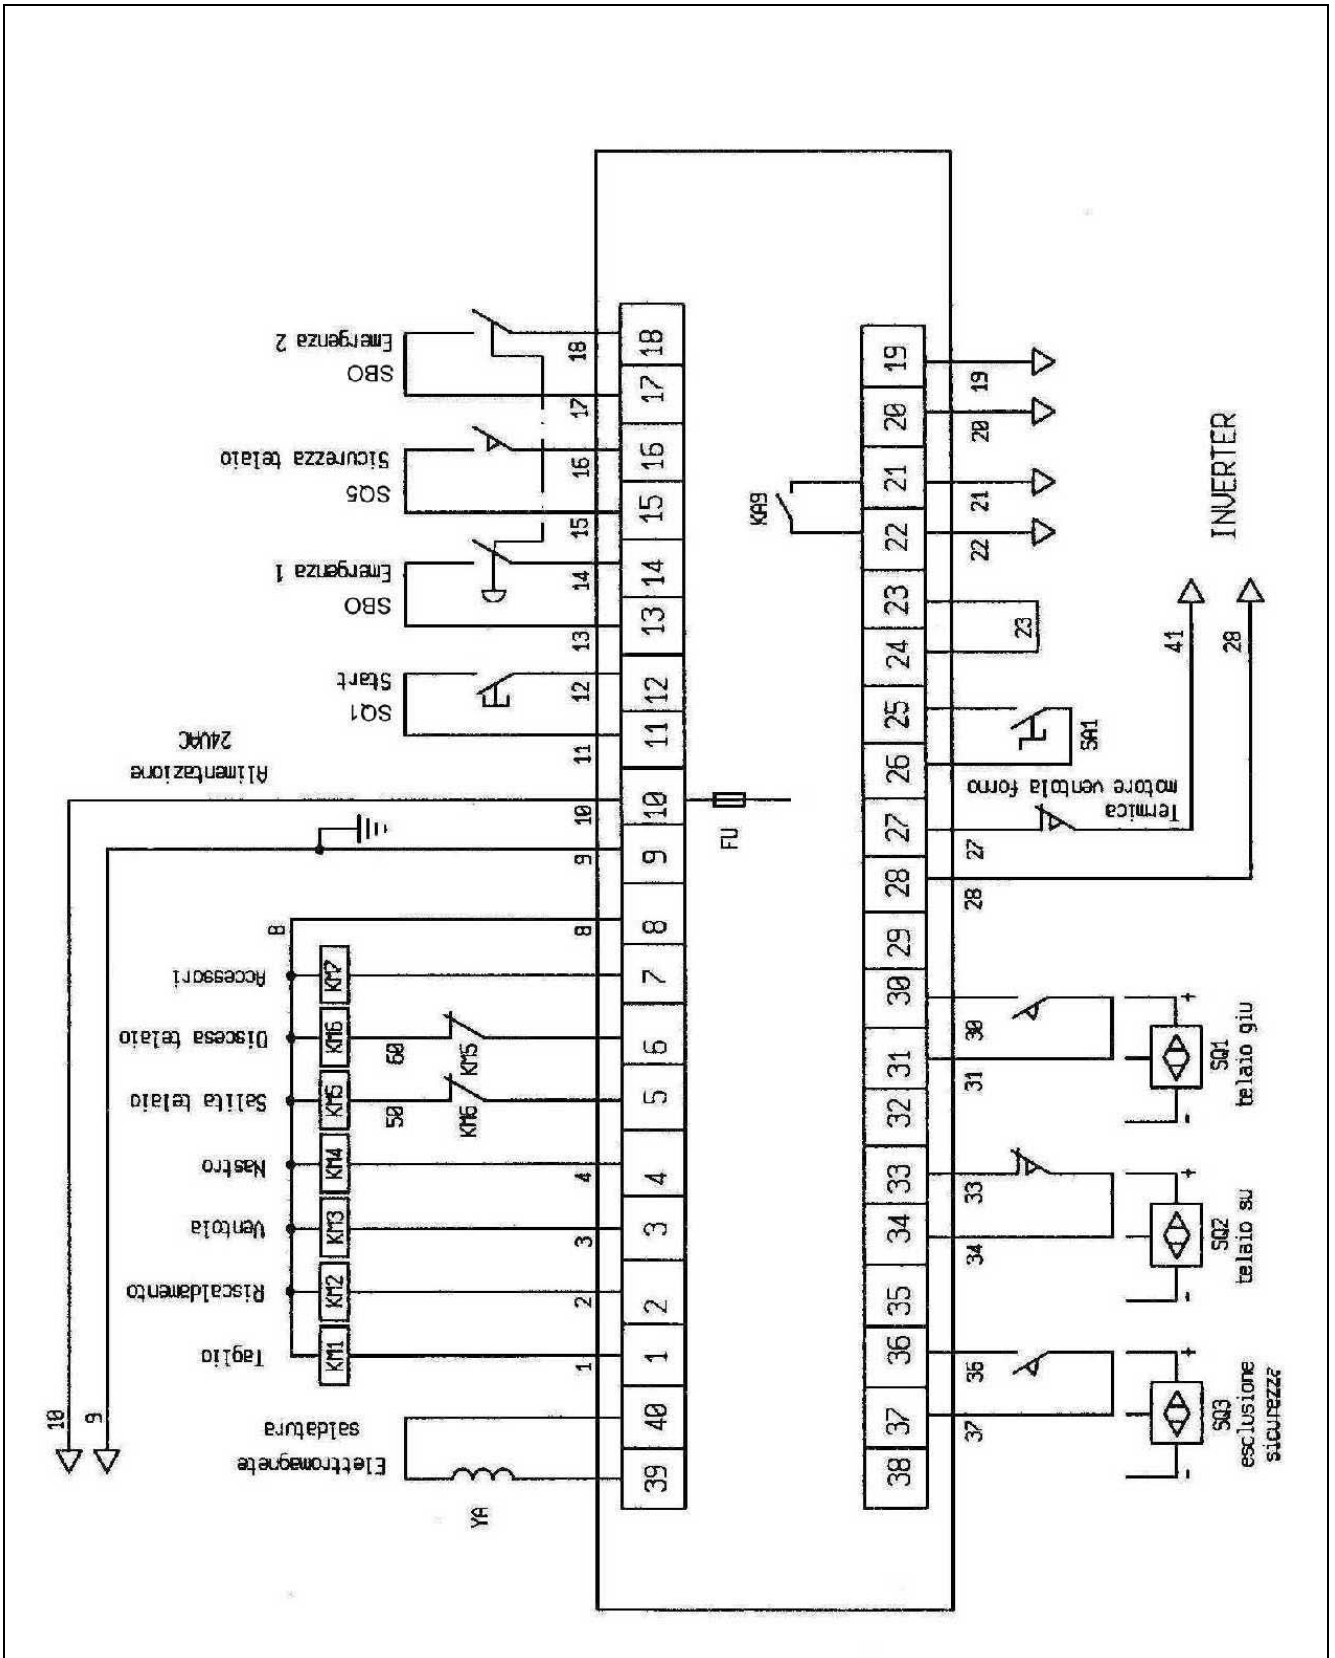 Emergenza 2
SBO
18
17
Sicurezza telaio
SQ5
16
15
Emergenza 1
SBO
14
13
Start
SQ1
12
11
Alimentazione
24VAC
10
9
10
9
8
8
Accessori
KM7
Discesa telaio
KM6
60
KM5
Salita telaio
KM5
50
KM6
Nastro
KM4
4
Ventola
KM3
3
Riscaldamento
KM2
2
Taglio
KM1
1
Elettromagnete
saldatura
YA
18
17
16
15
14
13
12
11
10
9
8
7
6
5
4
3
2
1
40
39
FU
KA9
19
20
21
22
23
24
25
26
27
28
29
30
31
32
33
34
35
36
37
38
19
20
21
22
INVERTER
23
41
28
SA1
Termica
motore ventola forno
27
28
30
31
+
-
SQ1
telaio giu
33
34
+
-
SQ2
telaio su
36
37
+
-
SQ3
esclusione
sicurezza